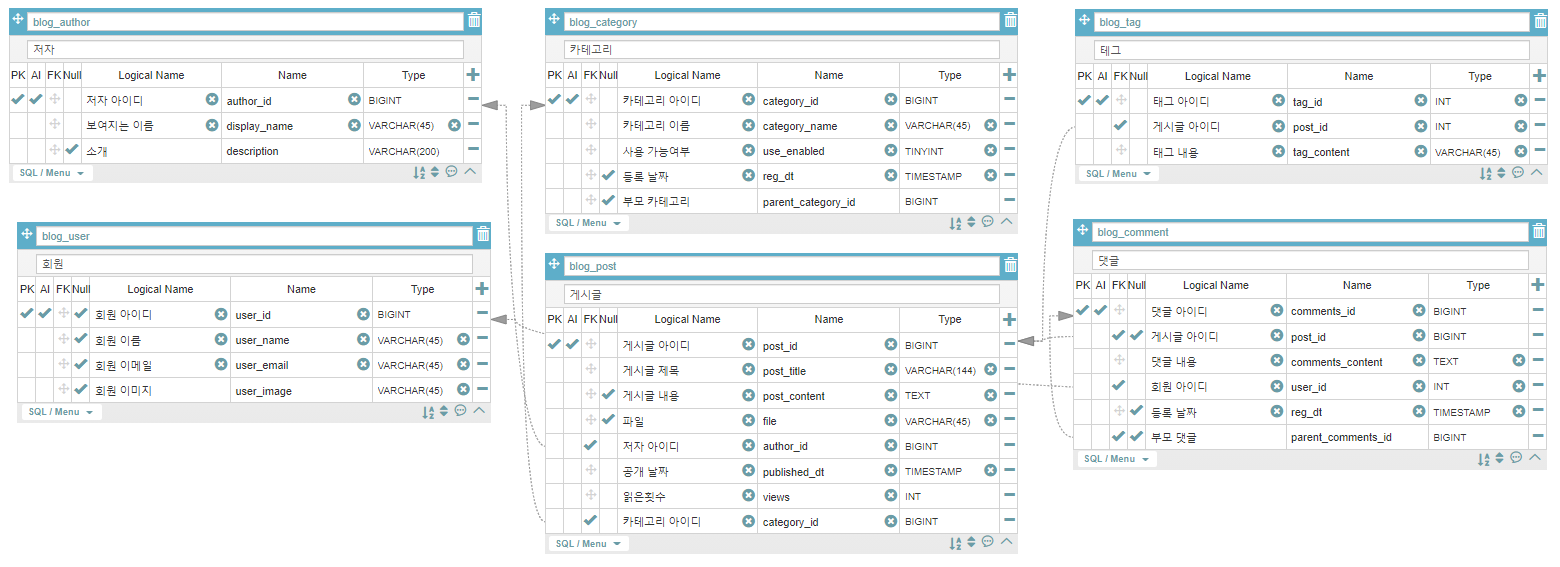 blog_author
저자
PK AI FK Null Logical Name Name Type
저자 아이디 author_id BIGINT
보여지는 이름 display_name VARCHAR(45)
소개 description VARCHAR(200)
SQL / Menu
blog_user
회원
PK AI FK Null Logical Name Name Type
회원 아이디 user_id BIGINT
회원 이름 user_name VARCHAR(45)
회원 이메일 user_email VARCHAR(45)
회원 이미지 user_image VARCHAR(45)
SQL / Menu
blog_category
카테고리
PK AI FK Null Logical Name Name Type
카테고리 아이디 category_id BIGINT
카테고리 이름 category_name VARCHAR(45)
사용 가능여부 use_enabled TINYINT
등록 날짜 reg_dt TIMESTAMP
부모 카테고리 parent_category_id BIGINT
SQL / Menu
blog_post
게시글
PK AI FK Null Logical Name Name Type
게시글 아이디 post_id BIGINT
게시글 제목 post_title VARCHAR(144)
게시글 내용 post_content TEXT
파일 file VARCHAR(45)
저자 아이디 author_id BIGINT
공개 날짜 published_dt TIMESTAMP
읽은횟수 views INT
카테고리 아이디 category_id BIGINT
SQL / Menu
blog_tag
태그
PK AI FK Null Logical Name Name Type
태그 아이디 tag_id INT
게시글 아이디 post_id INT
태그 내용 tag_content VARCHAR(45)
SQL / Menu
blog_comment
댓글
PK AI FK Null Logical Name Name Type
댓글 아이디 comments_id BIGINT
게시글 아이디 post_id BIGINT
댓글 내용 comments_content TEXT
회원 아이디 user_id INT
등록 날짜 reg_dt TIMESTAMP
부모 댓글 parent_comments_id BIGINT
SQL / Menu